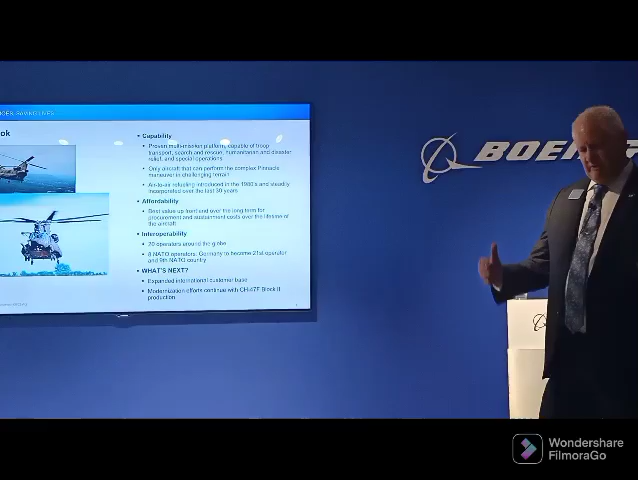 ok
• Capability
• Proven multi-mission platform, capable of troop
transport, search and rescue, humanitarian and disaster
relief, and special operations
• Only aircraft that can perform the complex Pinnacle
maneuver in challenging terrain
• Air-to-air refueling introduced in the 1980's and steadily
incorporated over the last 30 years
• Affordability
• Best value up front and over the long term for
procurement and sustainment costs over the lifetime of
the aircraft
• Interoperability
• 20 operators around the globe
• 8 NATO operators; Germany to become 21st operator
and 9th NATO country
• WHAT'S NEXT?
• Expanded international customer base
• Modernization efforts continue with CH-47F Block II
production
BOEING
Wondershare
FilmoraGo